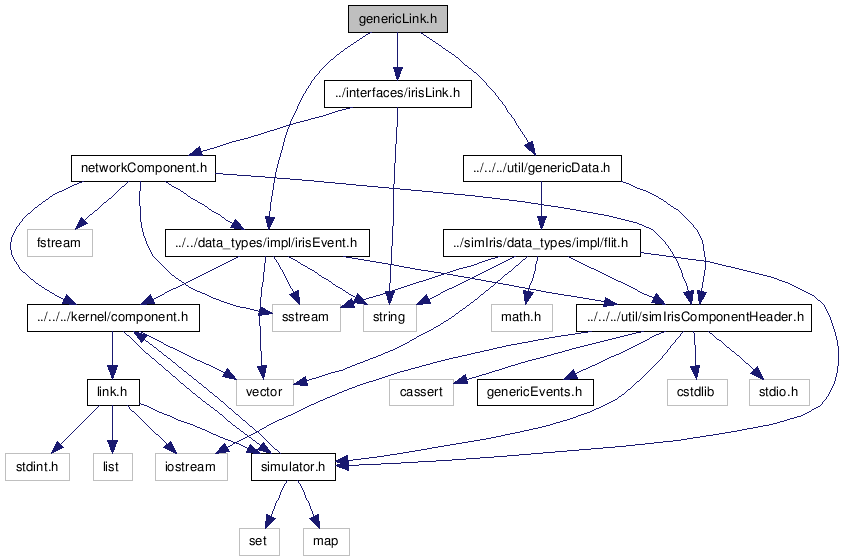 genericLink.h
../interfaces/irisLink.h
networkComponent.h
../../../util/genericData.h
fstream
../../data_types/impl/irisEvent.h
../simIris/data_types/impl/flit.h
../../../kernel/component.h
sstream
string
math.h
../../../util/simIrisComponentHeader.h
link.h
vector
cassert
genericEvents.h
cstdlib
stdio.h
stdint.h
list
iostream
simulator.h
set
map